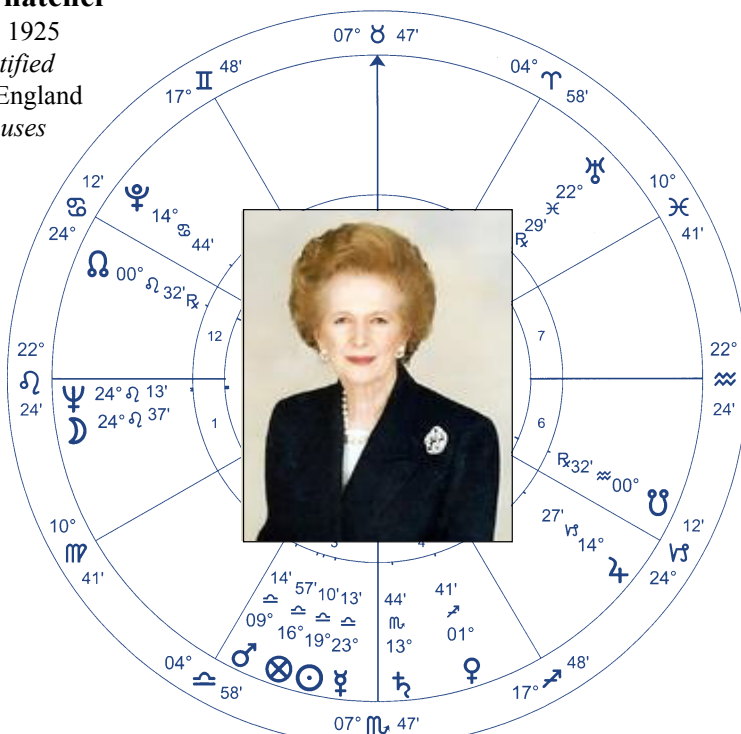 hatcher
1925
tified
England
uses
07° ♉ 47'
17° ♊ 48'
04° ♈ 58'
12' ♋ 24°
10° ♓ 41'
♇ 14° ♋ 44'
♅ 22° ♓ 29' ℞
☊ 00° ♌ 32' ℞
12
7
22° ♌ 24'
22° ♒ 24'
♆ 24° ♌ 13'
☽ 24° ♌ 37'
1
6
℞ 32' ♒ 00° ☋
10° ♍ 41'
27' ♑ 14° ♃
12' ♑ 24°
3
4
14' ♎ 09° ♂
57' ♎ 16° ⊗
10' ♎ 19° ☉
13' ♎ 23° ☿
44' ♏ 13° ♄
41' ♐ 01° ♀
04° ♎ 58'
17° ♐ 48'
07° ♏ 47'